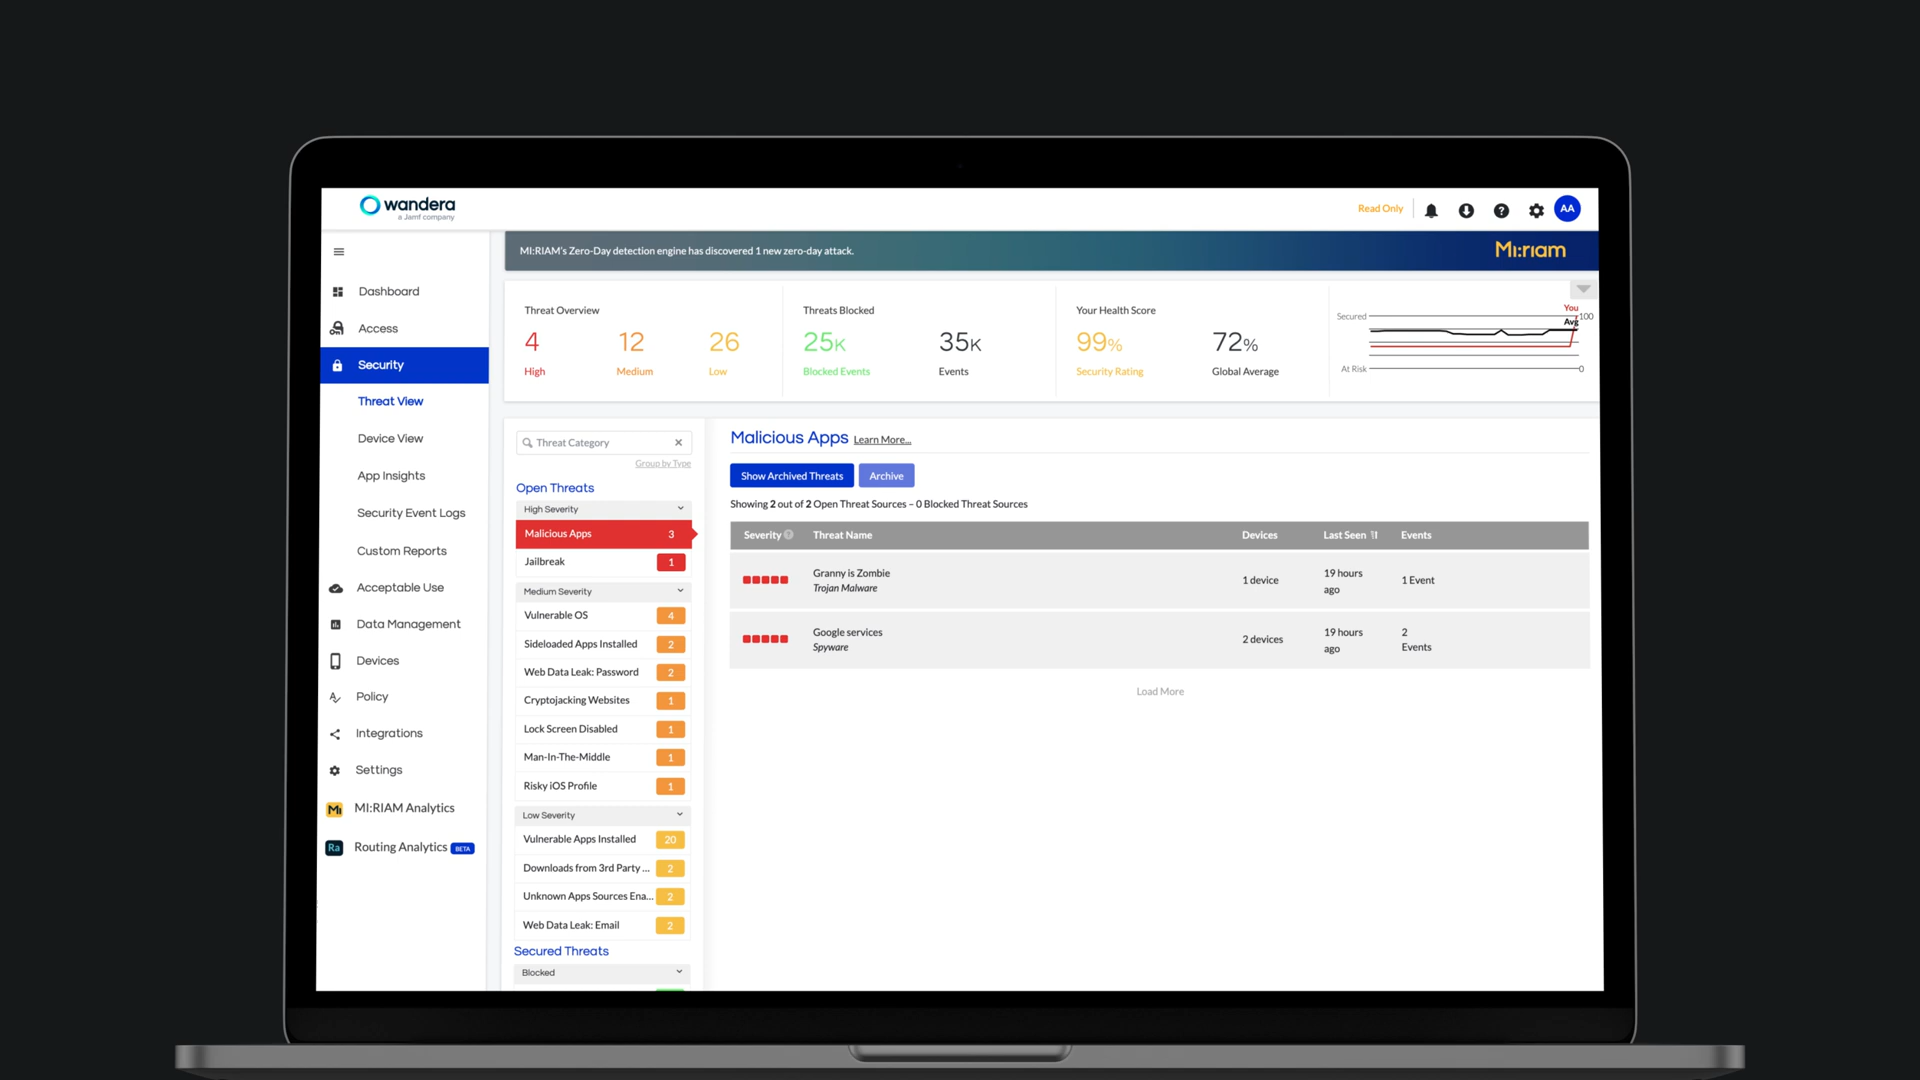 wandera
a Jamf company
Read Only
AA
MI:RIAM's Zero-Day detection engine has discovered 1 new zero-day attack.
MI:RIAM
Dashboard
Access
Security
Threat View
Device View
App Insights
Security Event Logs
Custom Reports
Acceptable Use
Data Management
Devices
Policy
Integrations
Settings
Mi MI:RIAM Analytics
Ra Routing Analytics BETA
Threat Overview
4 12 26
High Medium Low
Threats Blocked
25K 35K
Blocked Events Events
Your Health Score
99% 72%
Security Rating Global Average
You
Secured 100
Avg
At Risk 0
Threat Category
Group by Type
Open Threats
High Severity
Malicious Apps 3
Jailbreak 1
Medium Severity
Vulnerable OS 4
Sideloaded Apps Installed 2
Web Data Leak: Password 2
Cryptojacking Websites 1
Lock Screen Disabled 1
Man-In-The-Middle 1
Risky iOS Profile 1
Low Severity
Vulnerable Apps Installed 20
Downloads from 3rd Party ... 2
Unknown Apps Sources Ena... 2
Web Data Leak: Email 2
Secured Threats
Blocked
Malicious Apps Learn More...
Show Archived Threats Archive
Showing 2 out of 2 Open Threat Sources – 0 Blocked Threat Sources
Severity Threat Name Devices Last Seen Events
Granny is Zombie 1 device 19 hours ago 1 Event
Trojan Malware
Google services 2 devices 19 hours ago 2 Events
Spyware
Load More